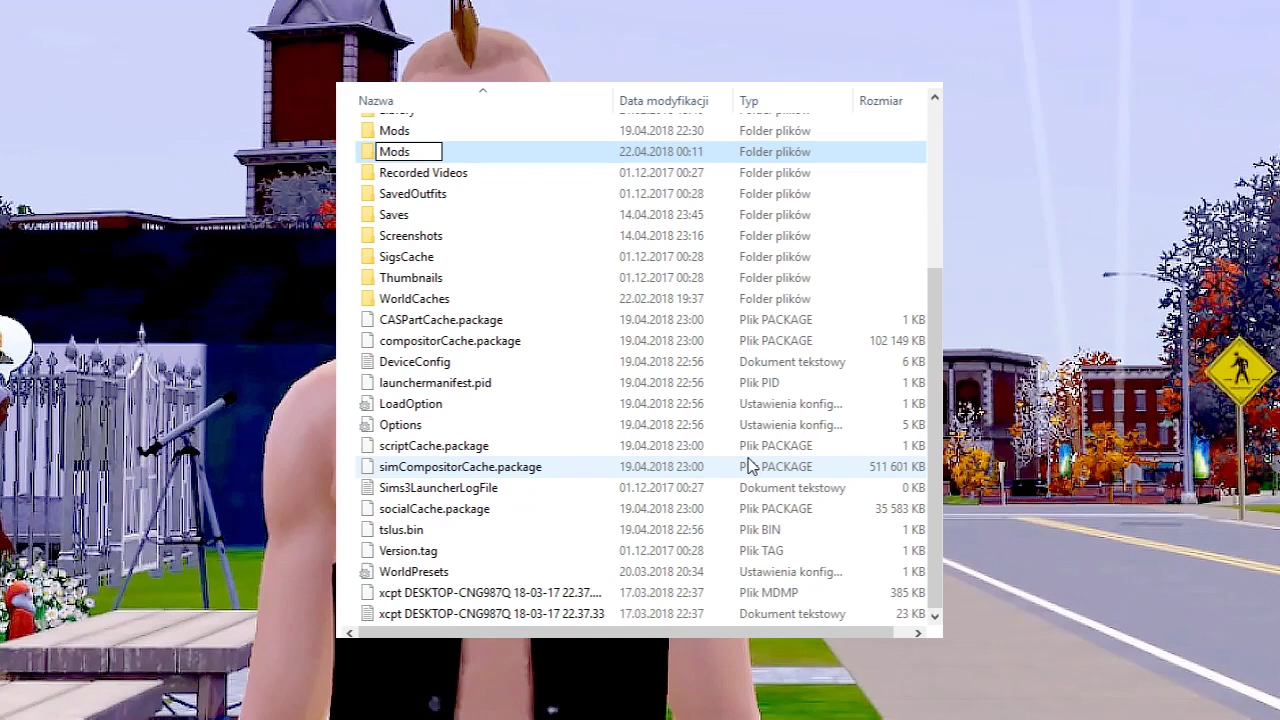 Nazwa Data modyfikacji Typ Rozmiar
Mods 19.04.2018 22:30 Folder plików
Mods 22.04.2018 00:11 Folder plików
Recorded Videos 01.12.2017 00:27 Folder plików
SavedOutfits 01.12.2017 00:28 Folder plików
Saves 14.04.2018 23:45 Folder plików
Screenshots 14.04.2018 23:16 Folder plików
SigsCache 01.12.2017 00:28 Folder plików
Thumbnails 01.12.2017 00:28 Folder plików
WorldCaches 22.02.2018 19:37 Folder plików
CASPartCache.package 19.04.2018 23:00 Plik PACKAGE 1 KB
compositorCache.package 19.04.2018 23:00 Plik PACKAGE 102 149 KB
DeviceConfig 19.04.2018 22:56 Dokument tekstowy 6 KB
launchermanifest.pid 19.04.2018 22:56 Plik PID 1 KB
LoadOption 19.04.2018 22:56 Ustawienia konfig... 1 KB
Options 19.04.2018 22:56 Ustawienia konfig... 5 KB
scriptCache.package 19.04.2018 23:00 Plik PACKAGE 1 KB
simCompositorCache.package 19.04.2018 23:00 PACKAGE 511 601 KB
Sims3LauncherLogFile 01.12.2017 00:27 Dokument tekstowy 0 KB
socialCache.package 19.04.2018 23:00 Plik PACKAGE 35 583 KB
tslus.bin 19.04.2018 22:56 Plik BIN 1 KB
Version.tag 01.12.2017 00:28 Plik TAG 1 KB
WorldPresets 20.03.2018 20:34 Ustawienia konfig... 1 KB
xcpt DESKTOP-CNG987Q 18-03-17 22.37.... 17.03.2018 22:37 Plik MDMP 385 KB
xcpt DESKTOP-CNG987Q 18-03-17 22.37.33 17.03.2018 22:37 Dokument tekstowy 23 KB